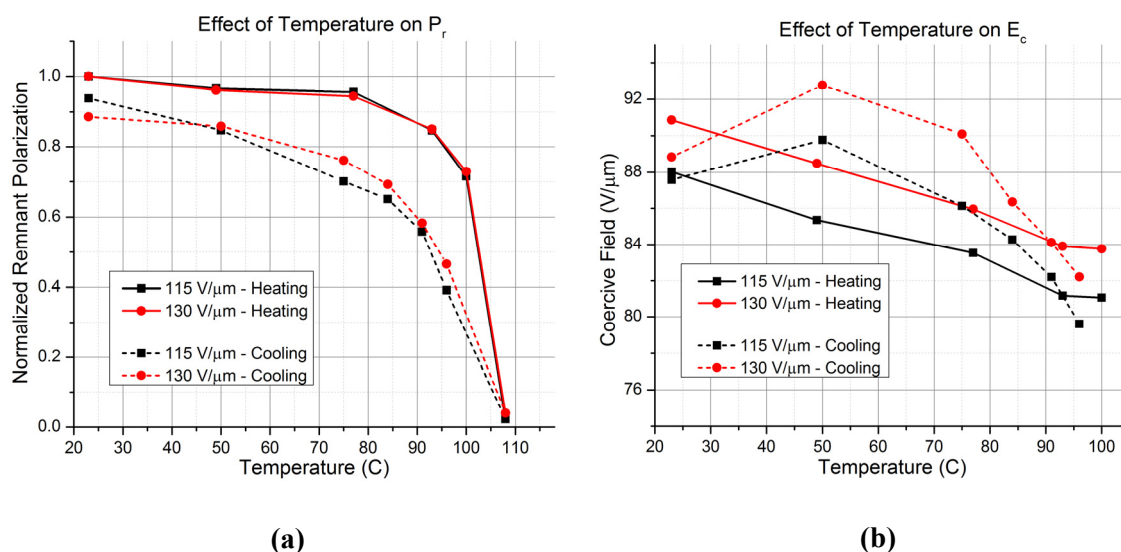 Effect of Temperature on Pr
Normalized Remnant Polarization
1.0
0.8
0.6
0.4
0.2
0.0
115 V/μm - Heating
130 V/μm - Heating
115 V/μm - Cooling
130 V/μm - Cooling
20 30 40 50 60 70 80 90 100 110
Temperature (C)
(a)
Effect of Temperature on Ec
Coercive Field (V/μm)
92
88
84
80
76
115 V/μm - Heating
130 V/μm - Heating
115 V/μm - Cooling
130 V/μm - Cooling
20 30 40 50 60 70 80 90 100
Temperature (C)
(b)